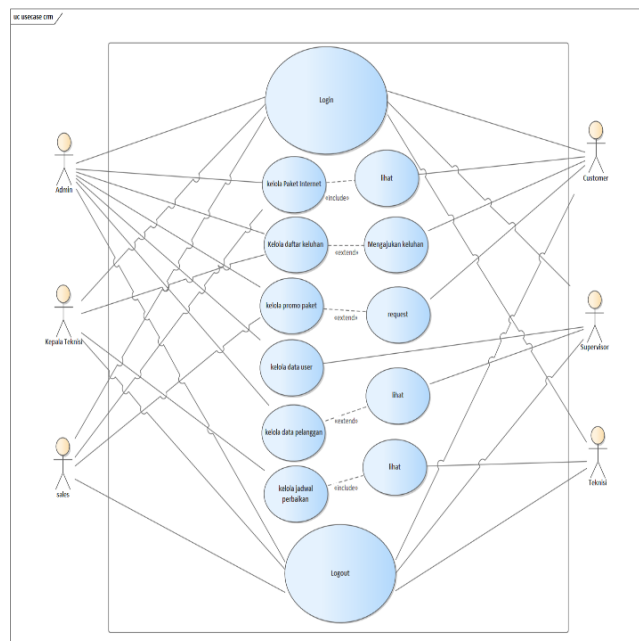 uc usecase crm
Login
Admin
Customer
kelola Paket Internet
lihat
«include»
Kelola daftar keluhan
Mengajukan keluhan
«extend»
Kepala Teknisi
kelola promo paket
request
«extend»
Supervisor
kelola data user
lihat
«extend»
kelola data pelanggan
lihat
sales
Teknisi
kelola jadwal
perbaikan
«include»
Logout